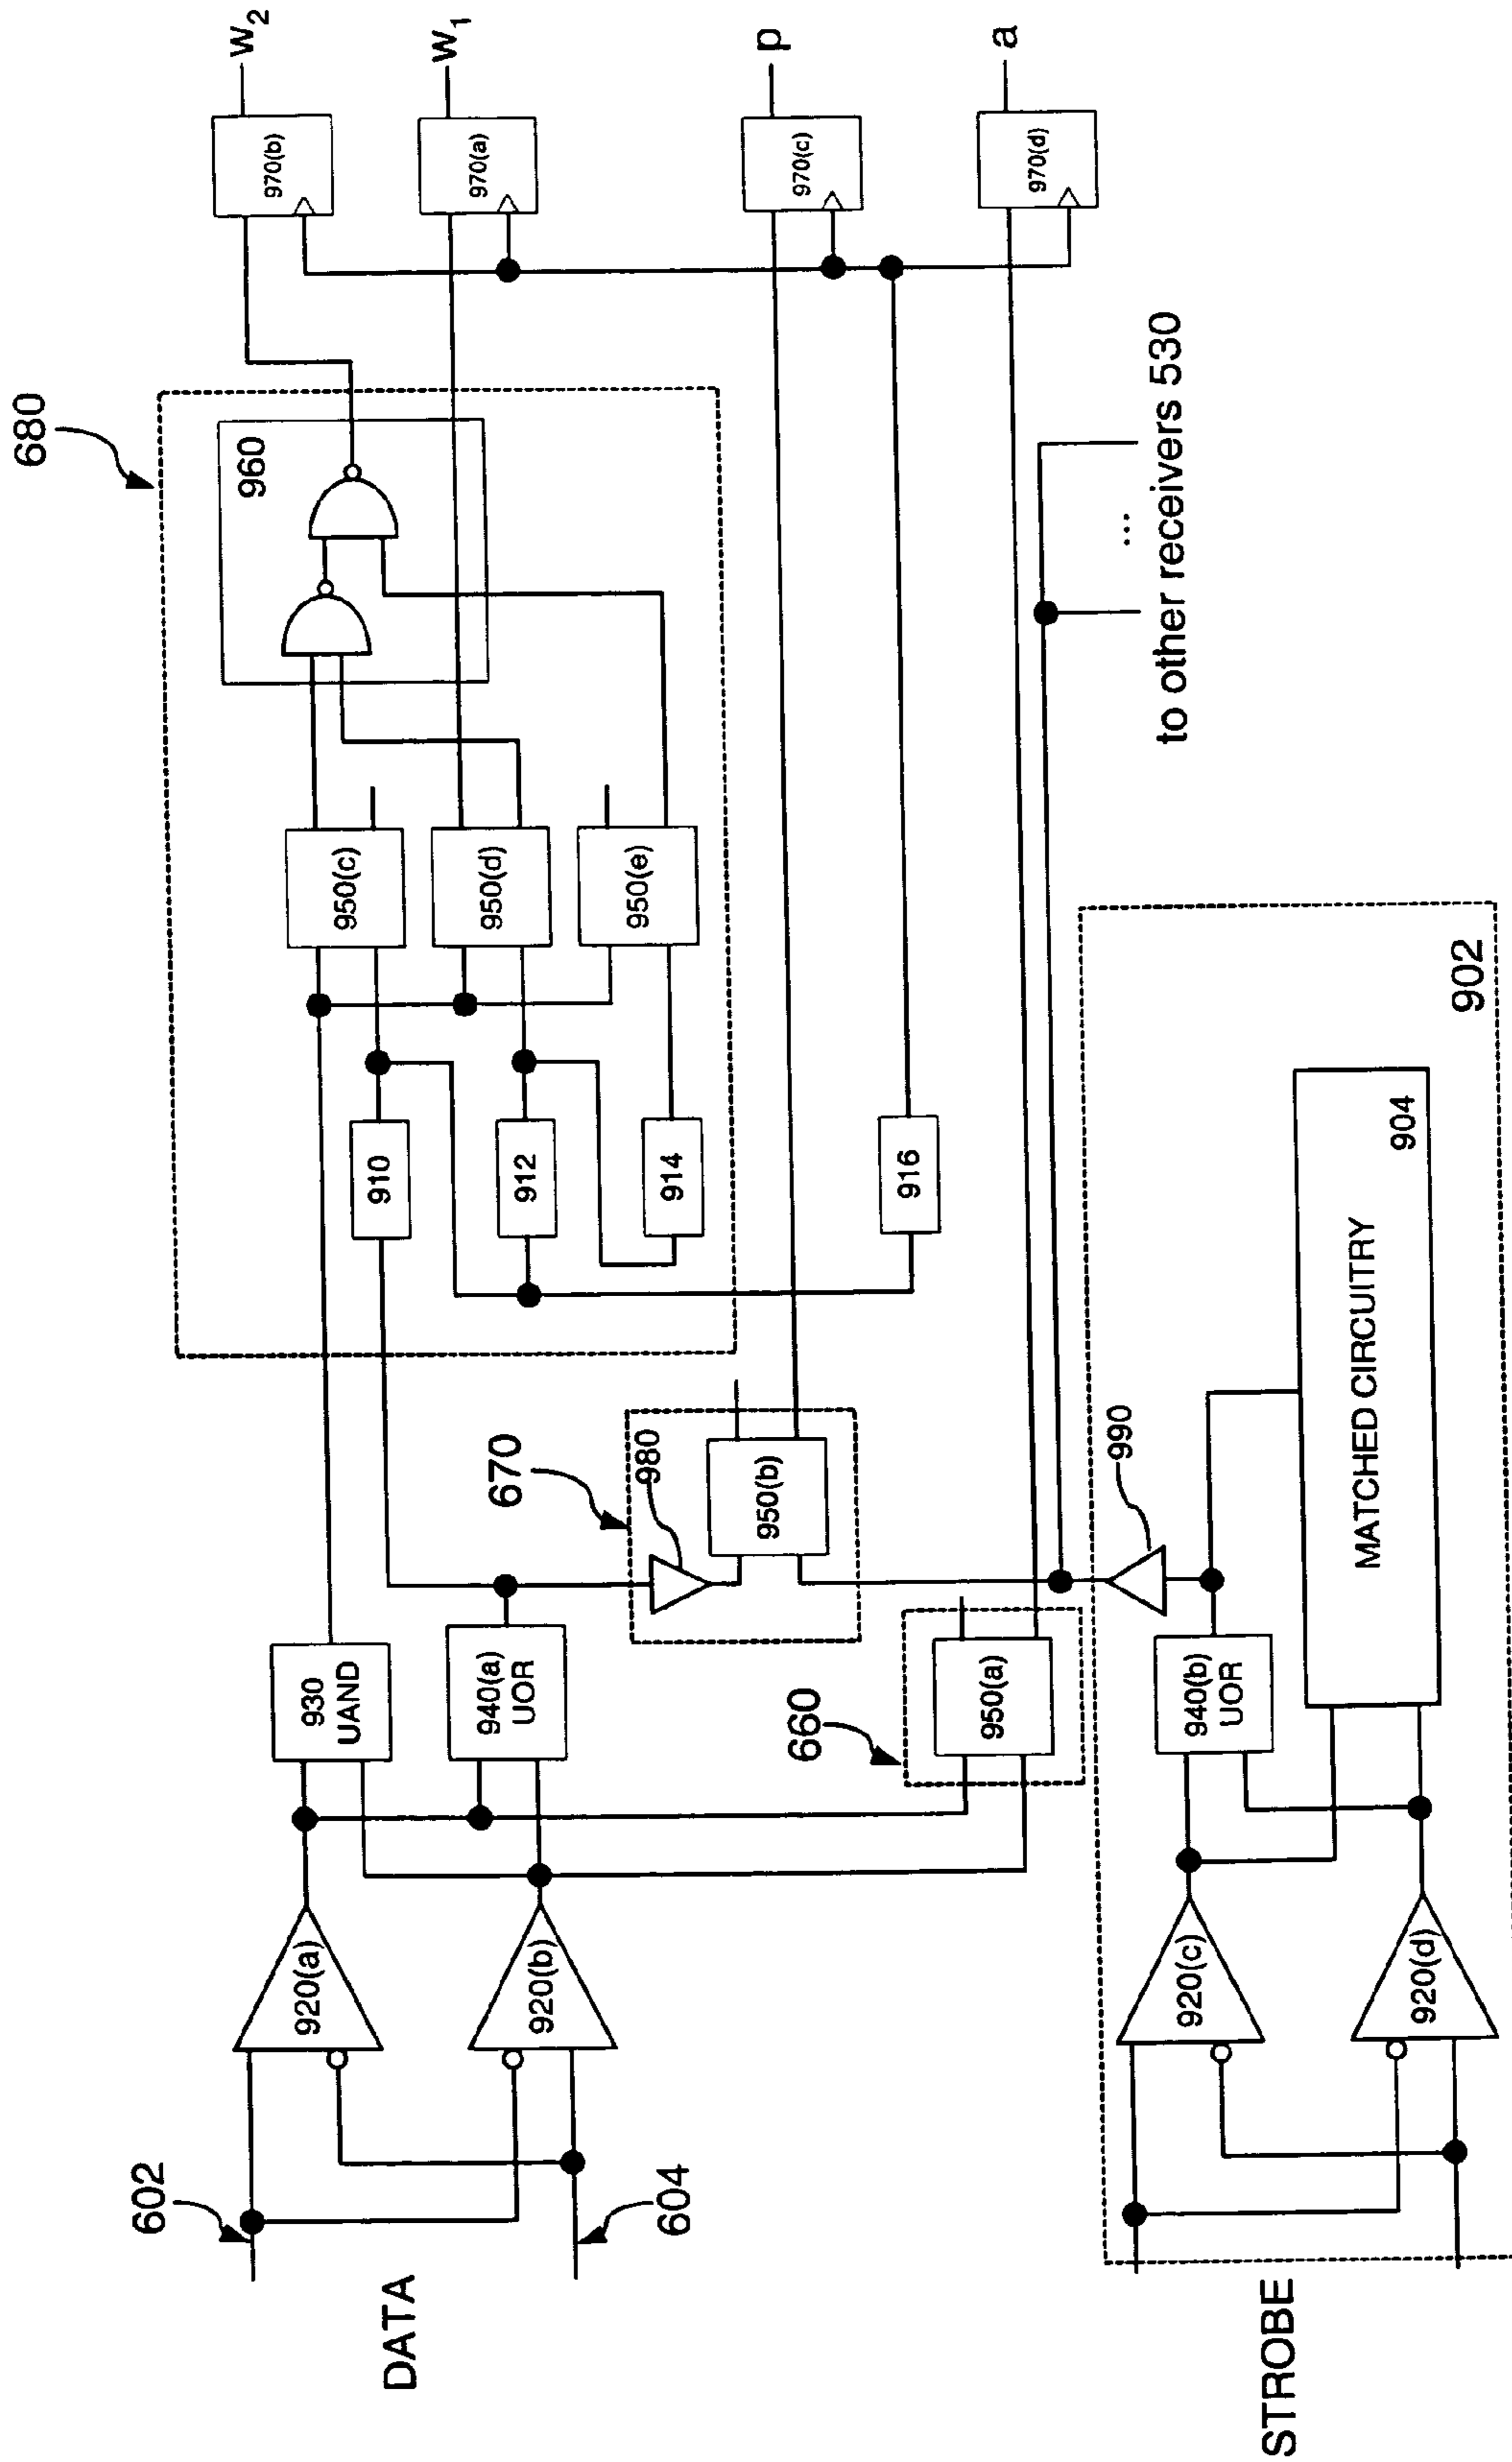 680
960
970(b)
w2
970(a)
w1
970(c)
p
970(d)
a
950(c)
950(d)
950(e)
910
912
914
916
670
980
950(b)
930
UAND
940(a)
UOR
660
950(a)
920(a)
920(b)
602
604
DATA
to other receivers 530
...
990
902
904
MATCHED CIRCUITRY
940(b)
UOR
920(c)
920(d)
STROBE